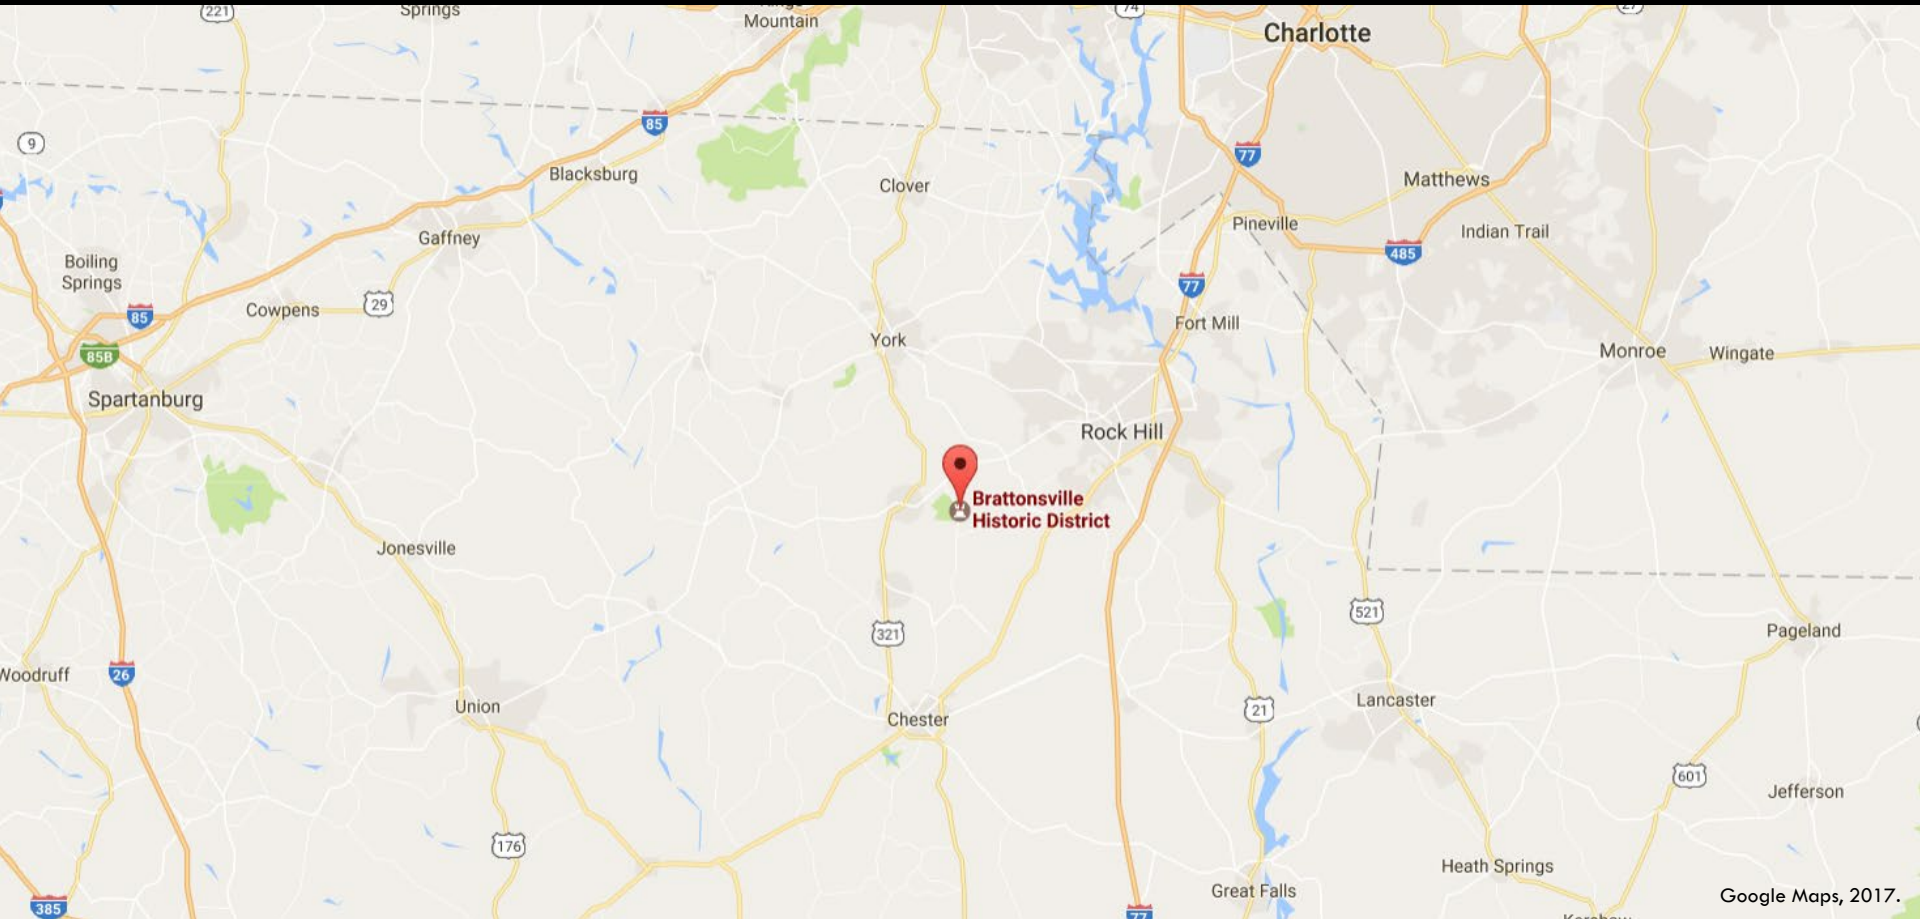 221
Springs
Mountain
74
27
Charlotte
85
9
77
Blacksburg
Clover
Matthews
Pineville
Indian Trail
Gaffney
485
Boiling
Springs
77
Cowpens
29
85
Fort Mill
York
Monroe
Wingate
85B
Spartanburg
Rock Hill
Brattonsville
Historic District
Jonesville
521
321
Pageland
Woodruff
26
Union
Chester
21
Lancaster
601
Jefferson
176
Heath Springs
Great Falls
Google Maps, 2017.
385
77